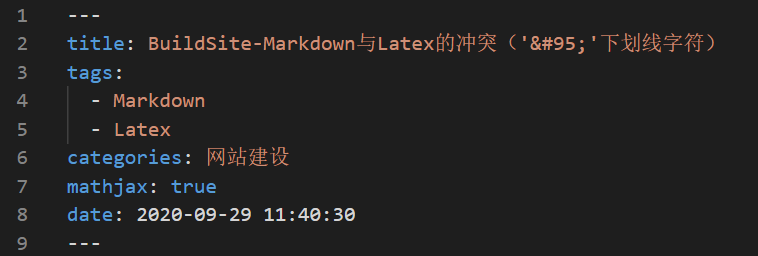 1 ---
2 title: BuildSite-Markdown与Latex的冲突（'&#95;'下划线字符）
3 tags:
4   - Markdown
5   - Latex
6 categories: 网站建设
7 mathjax: true
8 date: 2020-09-29 11:40:30
9 ---